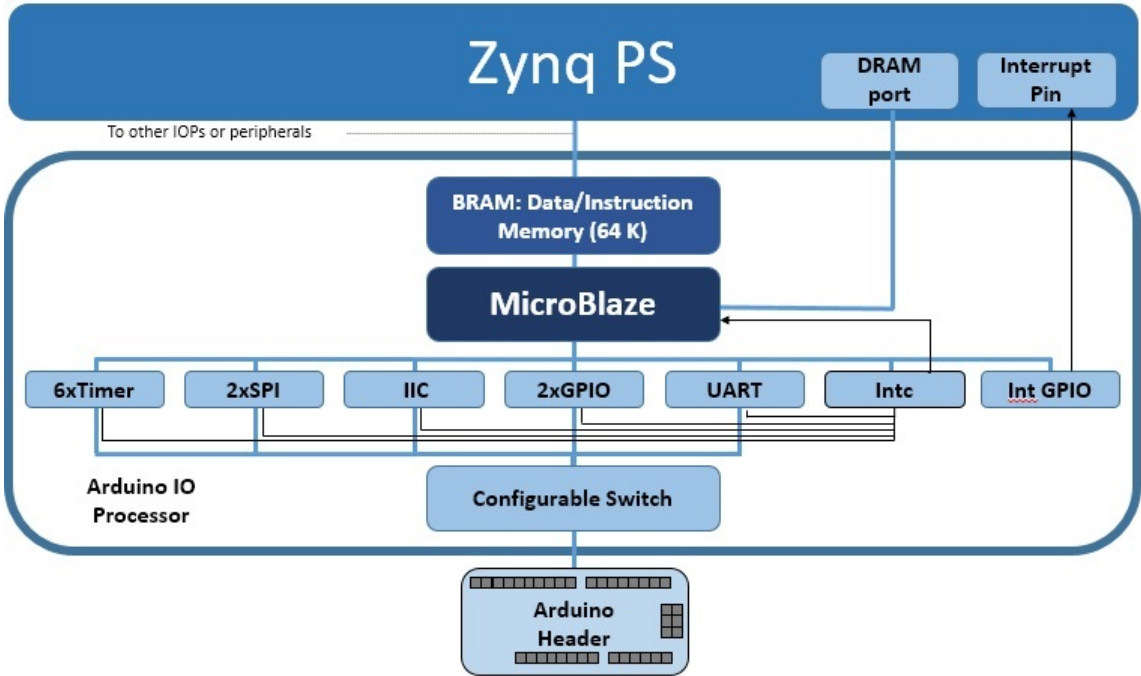 Zynq PS
DRAM
port
Interrupt
Pin
To other IOPs or peripherals
BRAM: Data/Instruction
Memory (64 K)
MicroBlaze
6xTimer
2xSPI
IIC
2xGPIO
UART
Intc
Int GPIO
Arduino IO
Processor
Configurable Switch
Arduino
Header